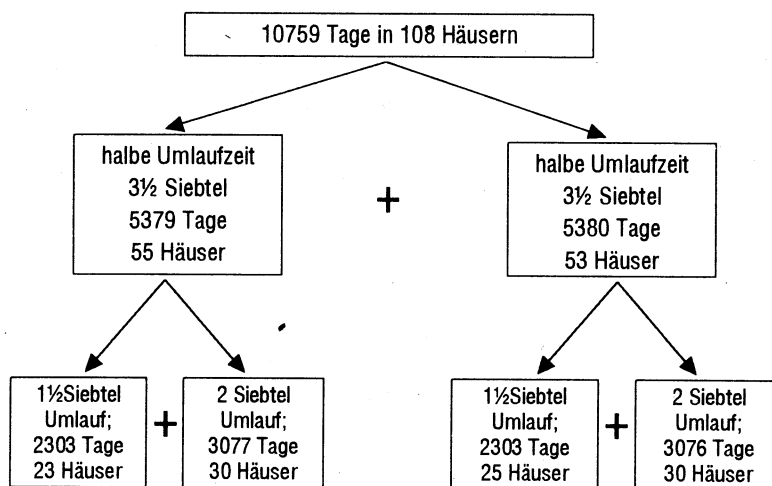 10759 Tage in 108 Häusern
halbe Umlaufzeit
3½ Siebtel
5379 Tage
55 Häuser
+
halbe Umlaufzeit
3½ Siebtel
5380 Tage
53 Häuser
1½Siebtel
Umlauf;
2303 Tage
23 Häuser
+
2 Siebtel
Umlauf;
3077 Tage
30 Häuser
1½Siebtel
Umlauf;
2303 Tage
25 Häuser
+
2 Siebtel
Umlauf;
3076 Tage
30 Häuser